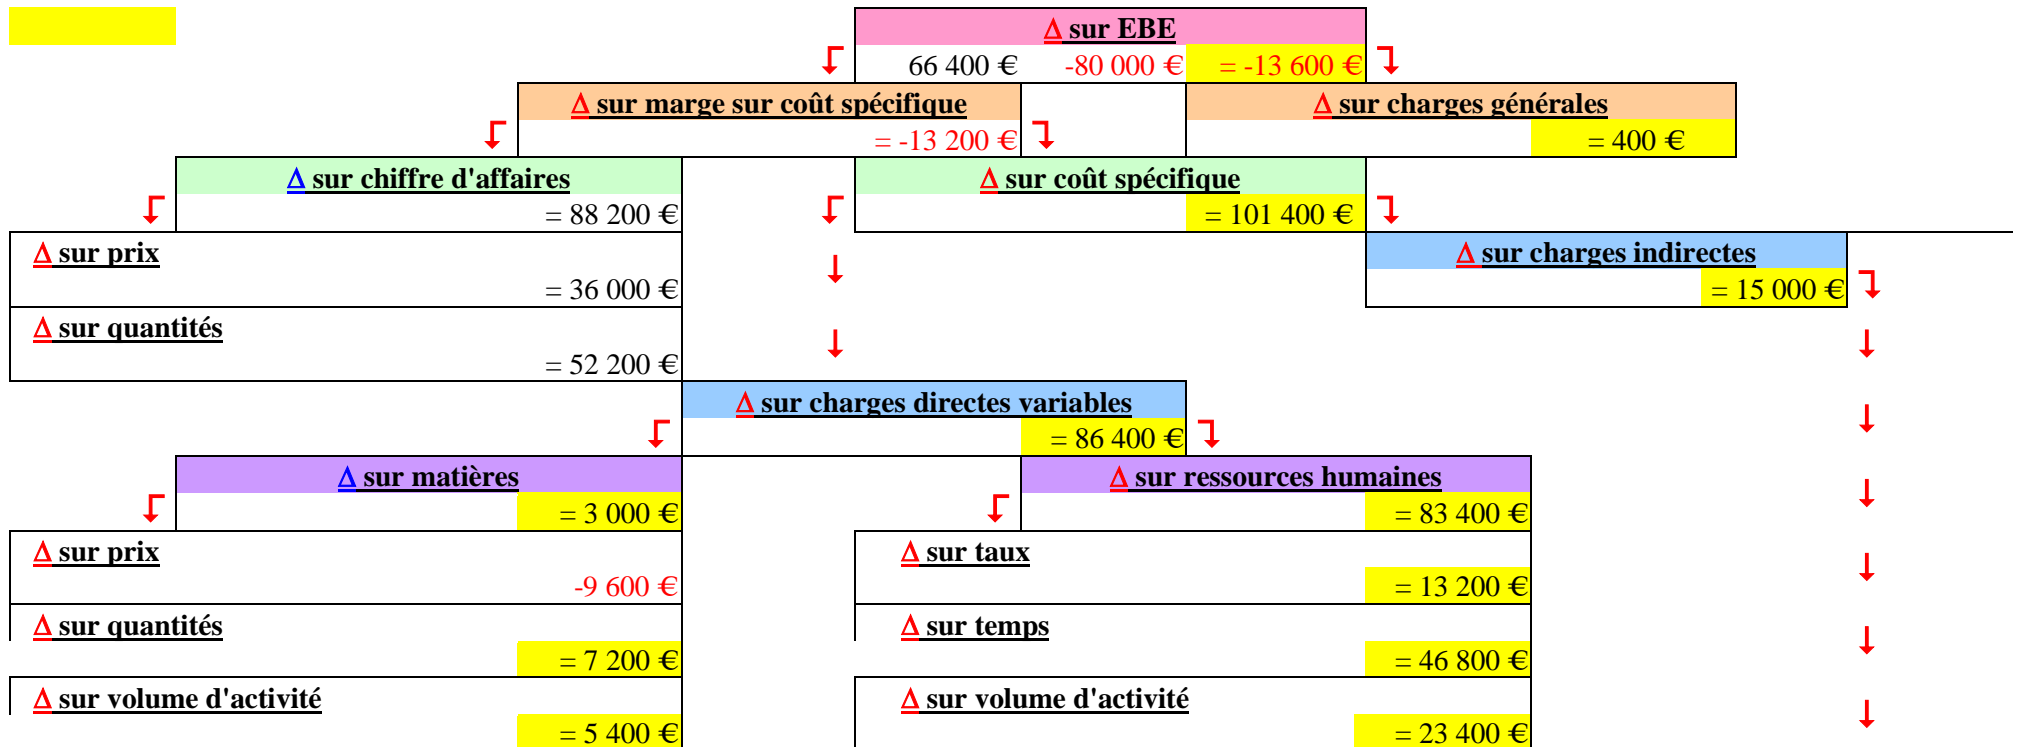 Δ sur EBE
66 400 € -80 000 € = -13 600 €
Δ sur marge sur coût spécifique Δ sur charges générales
= -13 200 € = 400 €
Δ sur chiffre d'affaires Δ sur coût spécifique
= 88 200 € = 101 400 €
Δ sur prix Δ sur charges indirectes
= 36 000 € = 15 000 €
Δ sur quantités
= 52 200 €
Δ sur charges directes variables
= 86 400 €
Δ sur matières Δ sur ressources humaines
= 3 000 € = 83 400 €
Δ sur prix Δ sur taux
-9 600 € = 13 200 €
Δ sur quantités Δ sur temps
= 7 200 € = 46 800 €
Δ sur volume d'activité Δ sur volume d'activité
= 5 400 € = 23 400 €